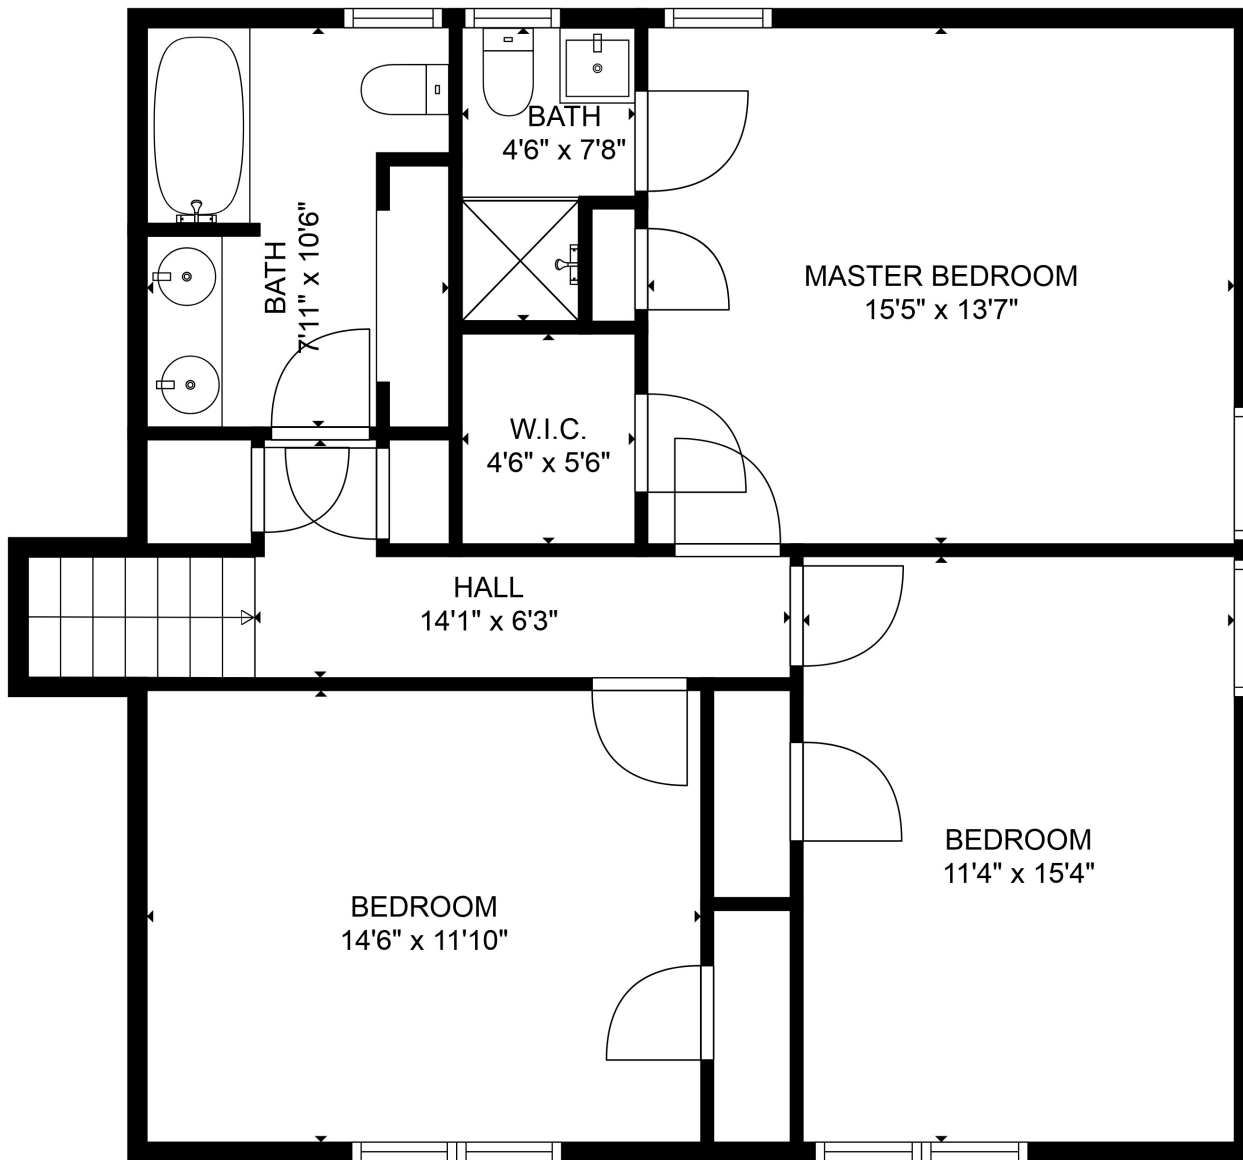 BATH
4'6" x 7'8"
BATH
7'11" x 10'6"
MASTER BEDROOM
15'5" x 13'7"
W.I.C.
4'6" x 5'6"
HALL
14'1" x 6'3"
BEDROOM
11'4" x 15'4"
BEDROOM
14'6" x 11'10"